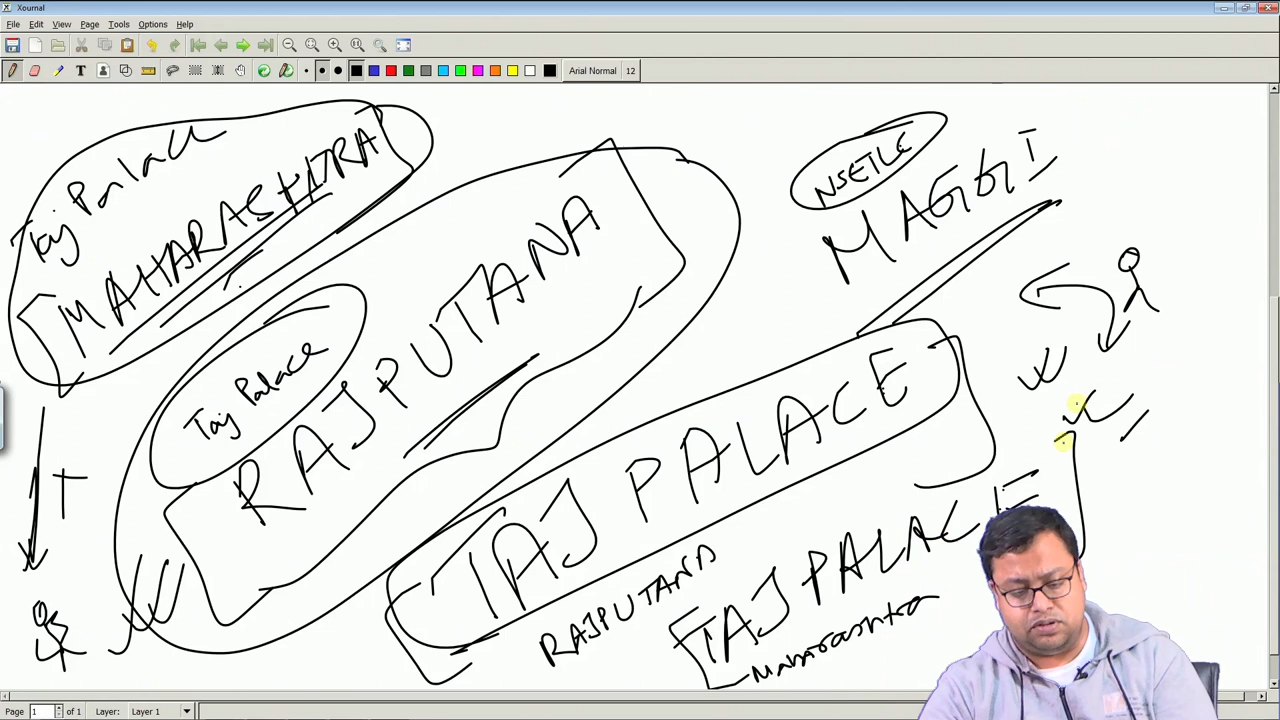 Xournal
File Edit View Page Tools Options Help
Arial Normal 12
Taj Palace
MAHARASHTRA
NSETLE
MAGGI
RAJPUTANA
Taj Palace
TAJ PALACE
RAJPUTANA
TAJ PALACE
Maharashtra
Page 1 of 1 Layer: Layer 1